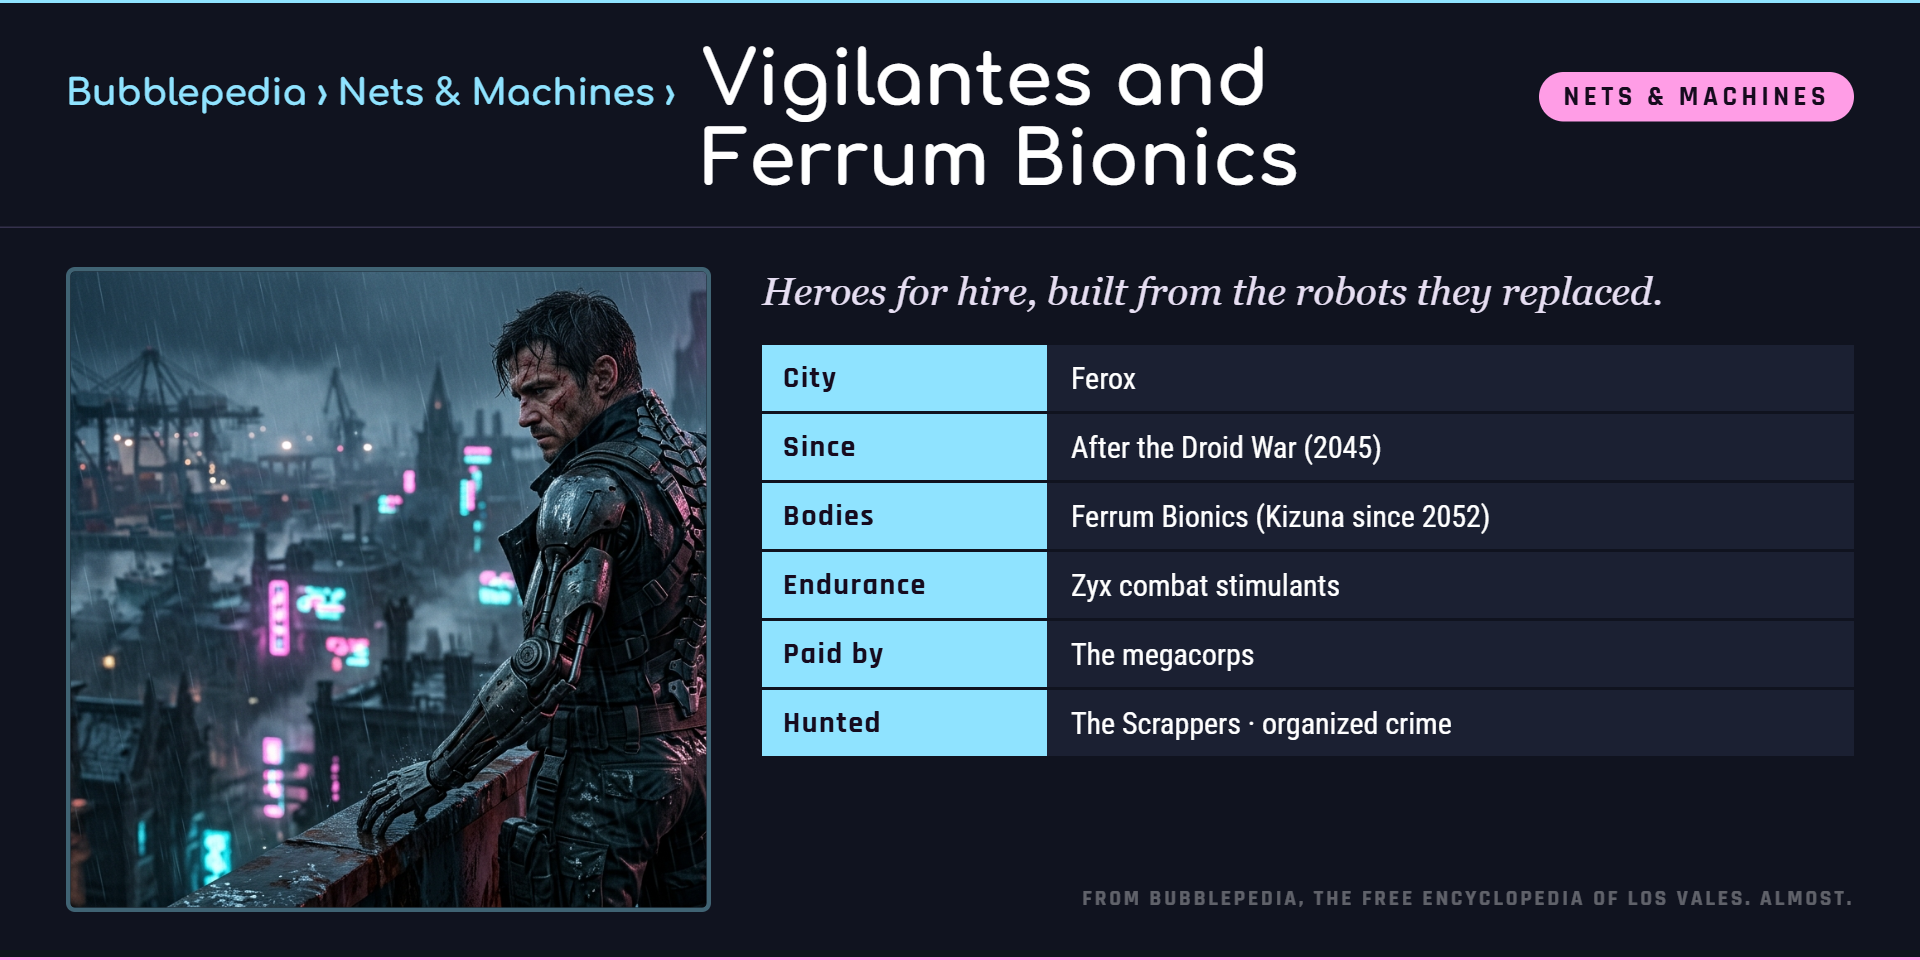 Bubblepedia › Nets & Machines ›
Vigilantes and
Ferrum Bionics
NETS & MACHINES
Heroes for hire, built from the robots they replaced.
City Ferox
Since After the Droid War (2045)
Bodies Ferrum Bionics (Kizuna since 2052)
Endurance Zyx combat stimulants
Paid by The megacorps
Hunted The Scrappers · organized crime
FROM BUBBLEPEDIA, THE FREE ENCYCLOPEDIA OF LOS VALES. ALMOST.